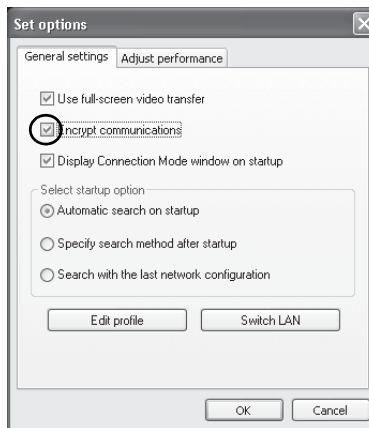 Set options
General settings
Adjust performance
Use full-screen video transfer
Encrypt communications
Display Connection Mode window on startup
Select startup option
Automatic search on startup
Specify search method after startup
Search with the last network configuration
Edit profile
Switch LAN
OK
Cancel